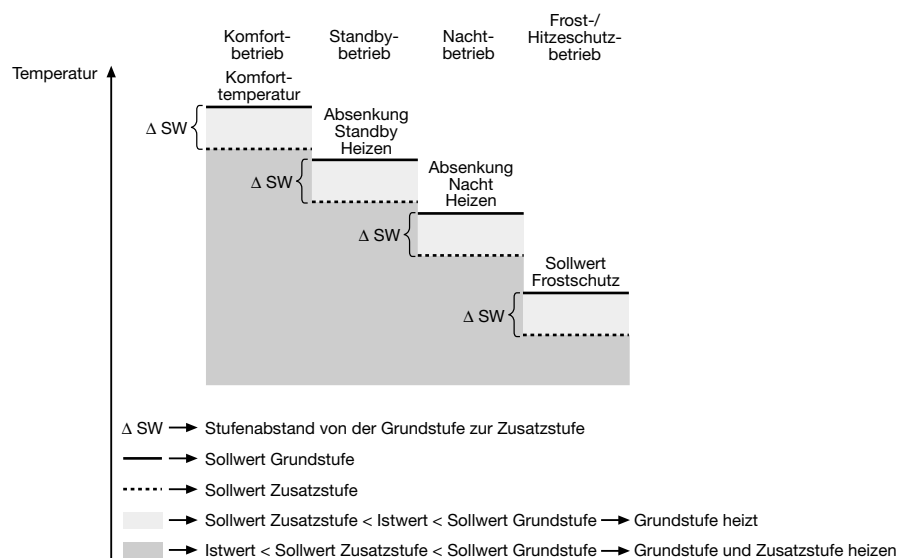 Komfort-
betrieb
Standby-
betrieb
Nacht-
betrieb
Frost-/
Hitzeschutz-
betrieb
Temperatur
Komfort-
temperatur
Δ SW
Absenkung
Standby
Heizen
Δ SW
Absenkung
Nacht
Heizen
Δ SW
Sollwert
Frostschutz
Δ SW
Δ SW → Stufenabstand von der Grundstufe zur Zusatzstufe
→ Sollwert Grundstufe
→ Sollwert Zusatzstufe
→ Sollwert Zusatzstufe < Istwert < Sollwert Grundstufe → Grundstufe heizt
→ Istwert < Sollwert Zusatzstufe < Sollwert Grundstufe → Grundstufe und Zusatzstufe heizen